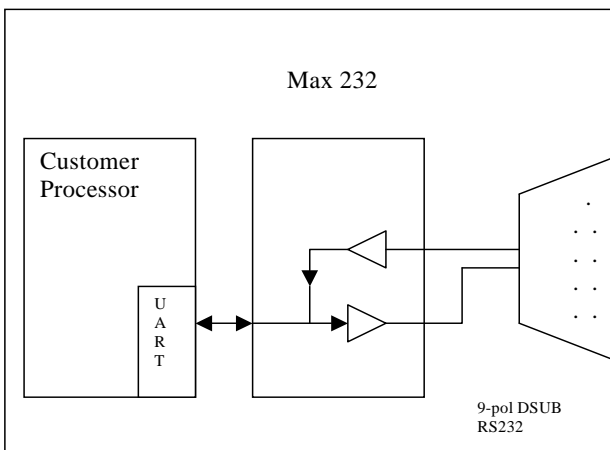 Max 232
Customer
Processor
U
A
R
T
9-pol DSUB
RS232